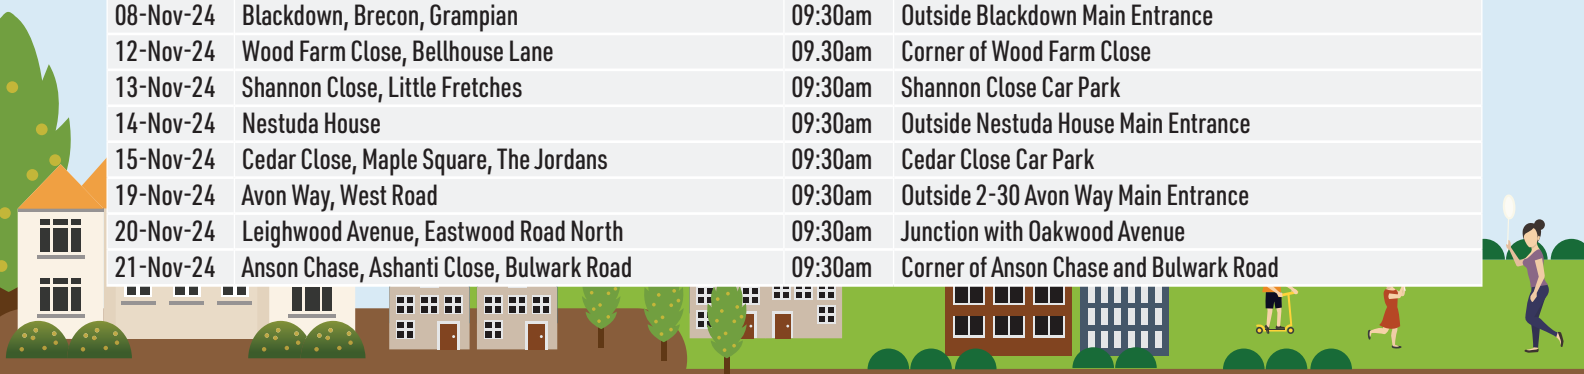 08-Nov-24 Blackdown, Brecon, Grampian 09:30am Outside Blackdown Main Entrance
12-Nov-24 Wood Farm Close, Bellhouse Lane 09.30am Corner of Wood Farm Close
13-Nov-24 Shannon Close, Little Fretches 09:30am Shannon Close Car Park
14-Nov-24 Nestuda House 09:30am Outside Nestuda House Main Entrance
15-Nov-24 Cedar Close, Maple Square, The Jordans 09:30am Cedar Close Car Park
19-Nov-24 Avon Way, West Road 09:30am Outside 2-30 Avon Way Main Entrance
20-Nov-24 Leighwood Avenue, Eastwood Road North 09:30am Junction with Oakwood Avenue
21-Nov-24 Anson Chase, Ashanti Close, Bulwark Road 09:30am Corner of Anson Chase and Bulwark Road